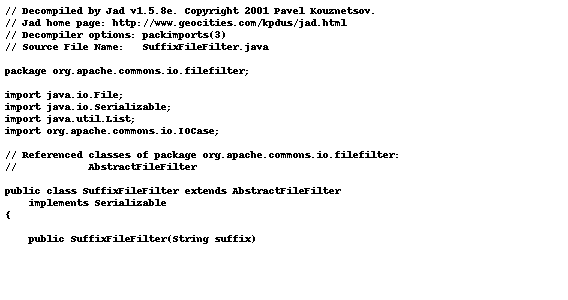 // Decompiled by Jad v1.5.8e. Copyright 2001 Pavel Kouznetsov.
// Jad home page: http://www.geocities.com/kpdus/jad.html
// Decompiler options: packimports(3)
// Source File Name:   SuffixFileFilter.java

package org.apache.commons.io.filefilter;

import java.io.File;
import java.io.Serializable;
import java.util.List;
import org.apache.commons.io.IOCase;

// Referenced classes of package org.apache.commons.io.filefilter:
//            AbstractFileFilter

public class SuffixFileFilter extends AbstractFileFilter
    implements Serializable
{

    public SuffixFileFilter(String suffix)